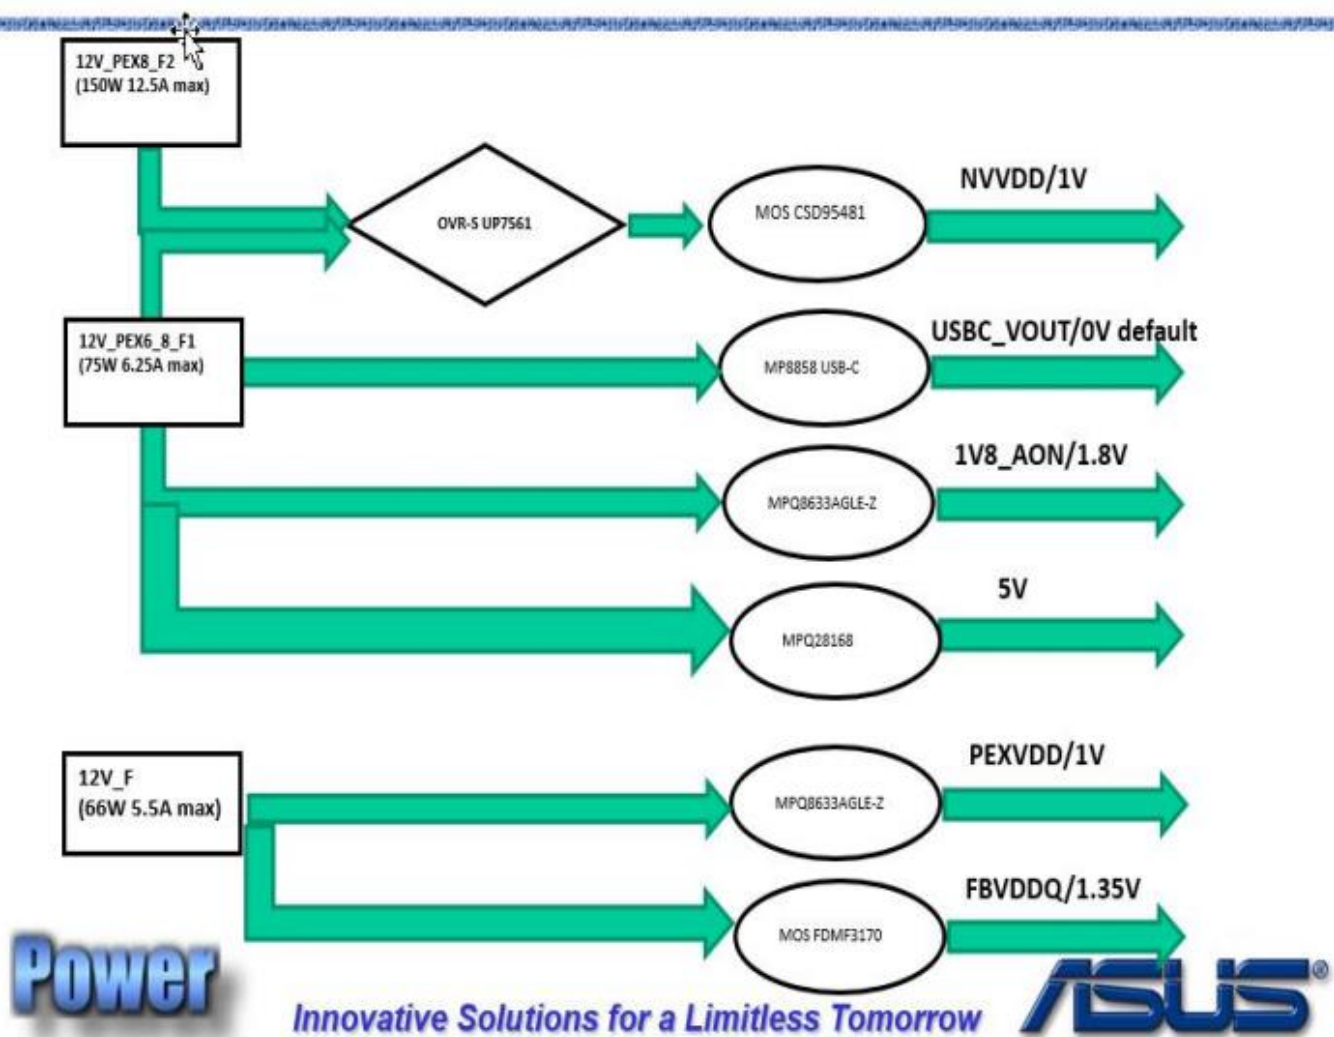 12V_PEX8_F2
(150W 12.5A max)
NVVDD/1V
MOS CSD95481
OVR-S UP7561
12V_PEX6_8_F1
(75W 6.25A max)
USBC_VOUT/0V default
MP8858 USB-C
1V8_AON/1.8V
MPQ8633AGLE-Z
5V
MPQ28168
12V_F
(66W 5.5A max)
PEXVDD/1V
MPQ8633AGLE-Z
FBVDDQ/1.35V
MOS FDMF3170
Power
Innovative Solutions for a Limitless Tomorrow
ASUS®